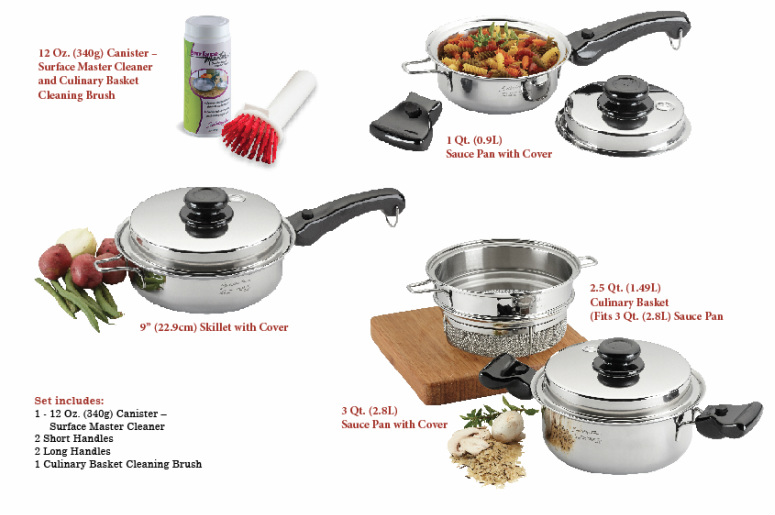 12 Oz. (340g) Canister –
Surface Master Cleaner
and Culinary Basket
Cleaning Brush
1 Qt. (0.9L)
Sauce Pan with Cover
9” (22.9cm) Skillet with Cover
2.5 Qt. (1.49L)
Culinary Basket
(Fits 3 Qt. (2.8L) Sauce Pan
3 Qt. (2.8L)
Sauce Pan with Cover
Set includes:
1 - 12 Oz. (340g) Canister –
Surface Master Cleaner
2 Short Handles
2 Long Handles
1 Culinary Basket Cleaning Brush